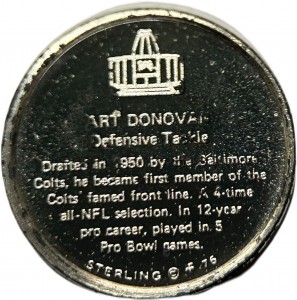 ART DONOVAN
Defensive Tackle
Drafted in 1950 by the Baltimore
Colts, he became first member of the
Colts' famed front line. A 4-time
all-NFL selection. In 12-year
pro career, played in 5
Pro Bowl games.
STERLING © 76